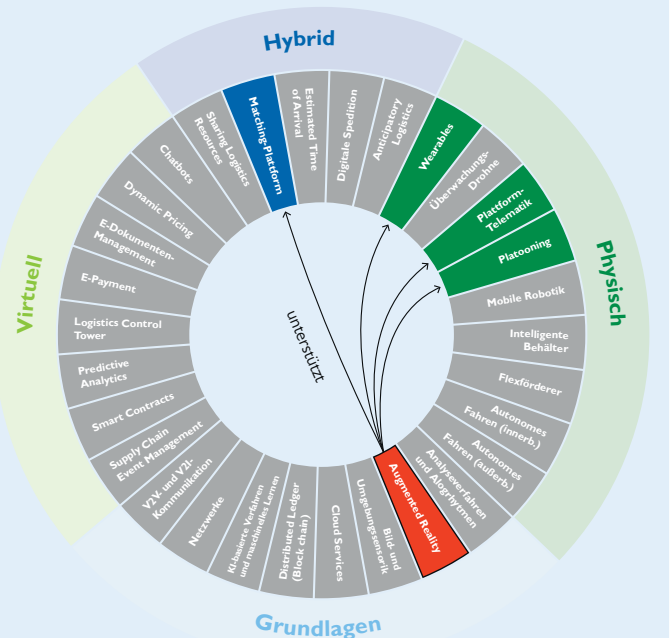 Hybrid
Physisch
Grundlagen
Virtuell
Sharing Logistics
Resources
Matching-Plattform
Estimated Time
of Arrival
Digitale Spedition
Anticipatory
Logistics
Wearables
Überwachungs-
Drohne
Plattform-
Telematik
Platooning
Mobile Robotik
Intelligente
Behälter
Flexförderer
Autonomes
Fahren (innerb.)
Autonomes
Fahren (außerb.)
Analyseverfahren
und Alogrhytmen
Augmented Reality
Bild- und
Umgebungssensorik
Cloud Services
Distributed Ledger
(Block chain)
KI-basierte Verfahren
und maschinelles Lernen
Netzwerke
V2V- und V2I-
Kommunikation
Supply Chain
Event Management
Smart Contracts
Predictive
Analytics
Logistics Control
Tower
E-Payment
E-Dokumenten-
Management
Dynamic Pricing
Chatbots
unterstützt